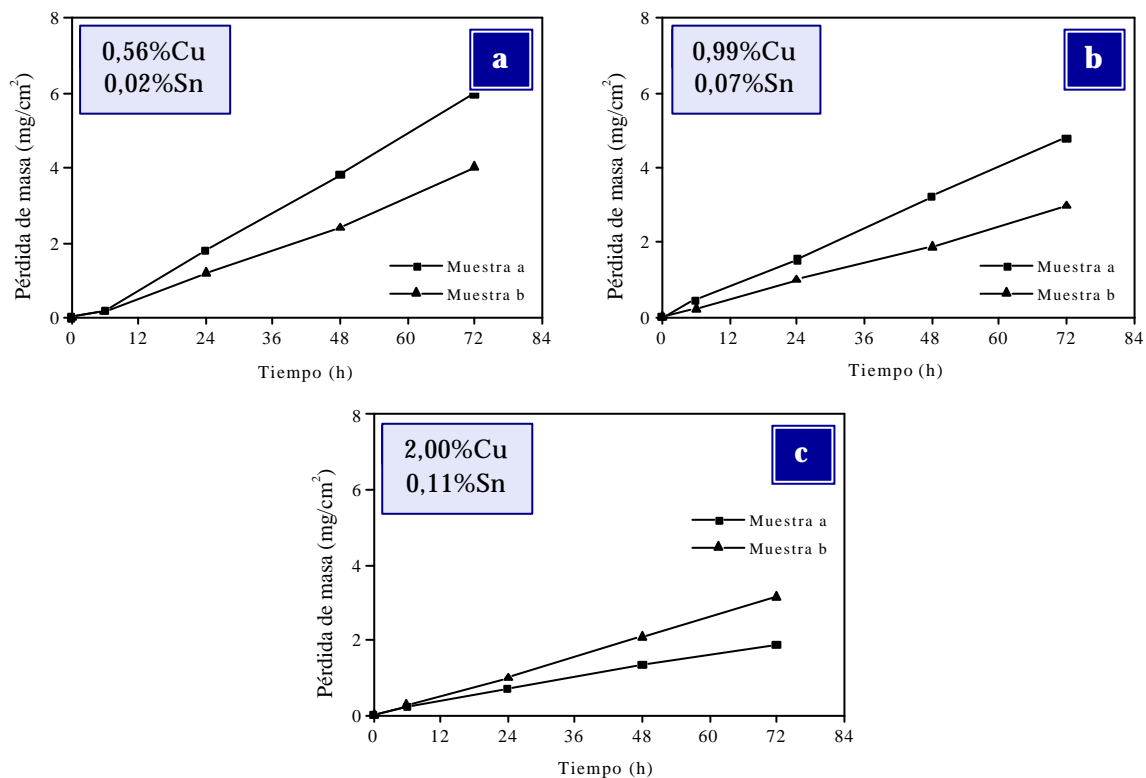 0,56%Cu
0,02%Sn
a
Pérdida de masa (mg/cm²)
8
6
4
2
0
Muestra a
Muestra b
0 12 24 36 48 60 72 84
Tiempo (h)
0,99%Cu
0,07%Sn
b
Pérdida de masa (mg/cm²)
8
6
4
2
0
Muestra a
Muestra b
0 12 24 36 48 60 72 84
Tiempo (h)
2,00%Cu
0,11%Sn
c
Pérdida de masa (mg/cm²)
8
6
4
2
0
Muestra a
Muestra b
0 12 24 36 48 60 72 84
Tiempo (h)